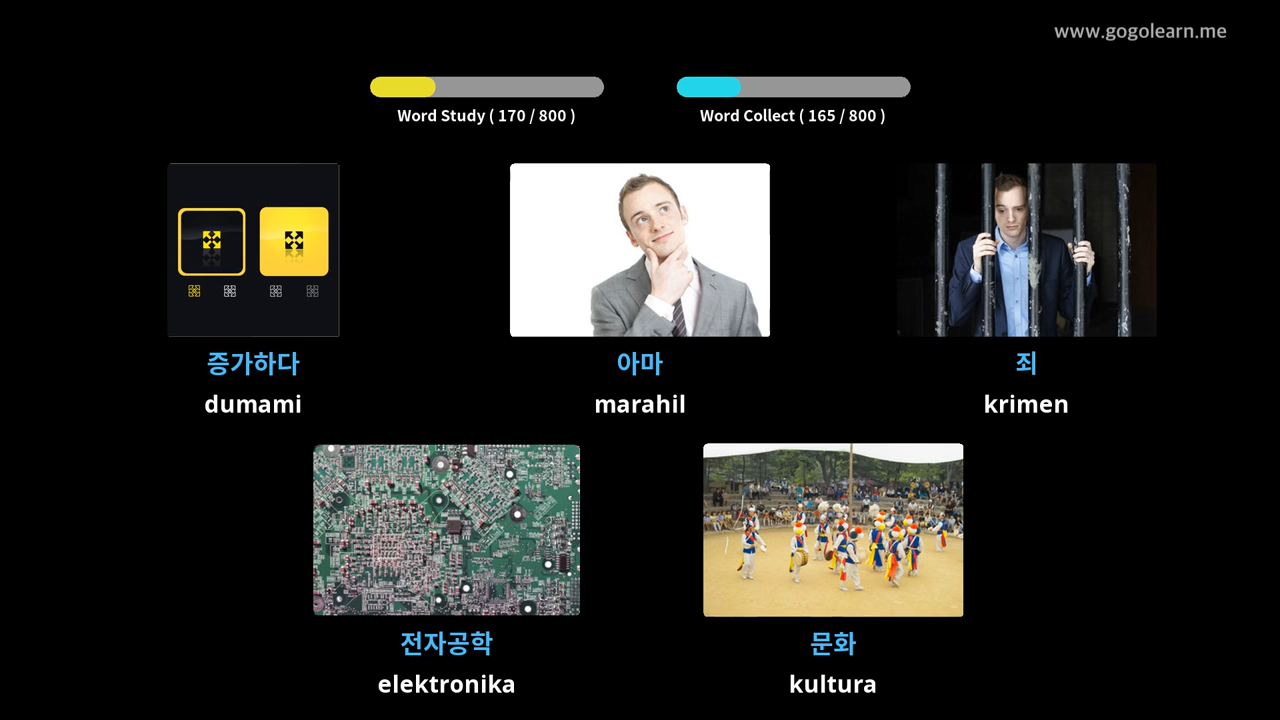 www.gogolearn.me
Word Study ( 170 / 800 )
Word Collect ( 165 / 800 )
증가하다
dumami
아마
marahil
죄
krimen
전자공학
elektronika
문화
kultura